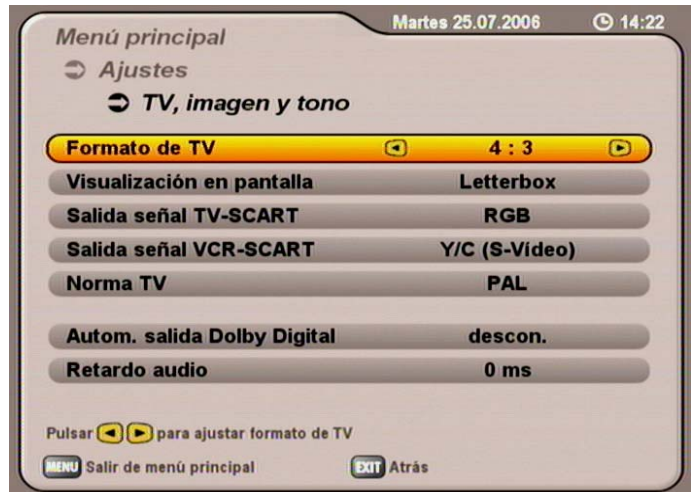 Martes 25.07.2006 14:22
Menú principal
Ajustes
TV, imagen y tono
Formato de TV 4 : 3
Visualización en pantalla Letterbox
Salida señal TV-SCART RGB
Salida señal VCR-SCART Y/C (S-Vídeo)
Norma TV PAL
Autom. salida Dolby Digital descon.
Retardo audio 0 ms
Pulsar para ajustar formato de TV
MENU Salir de menú principal EXIT Atrás